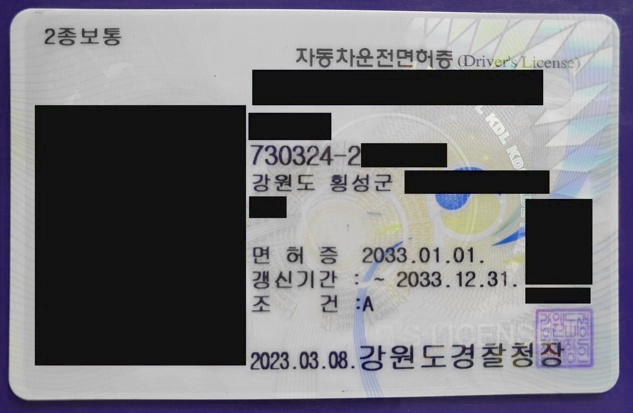 2종보통
자동차운전면허증 (Driver's License)
730324-2
강원도 횡성군
면 허 증 2033.01.01.
갱신기간 : ~ 2033.12.31.
조 건 :A
2023.03.08. 강원도경찰청장